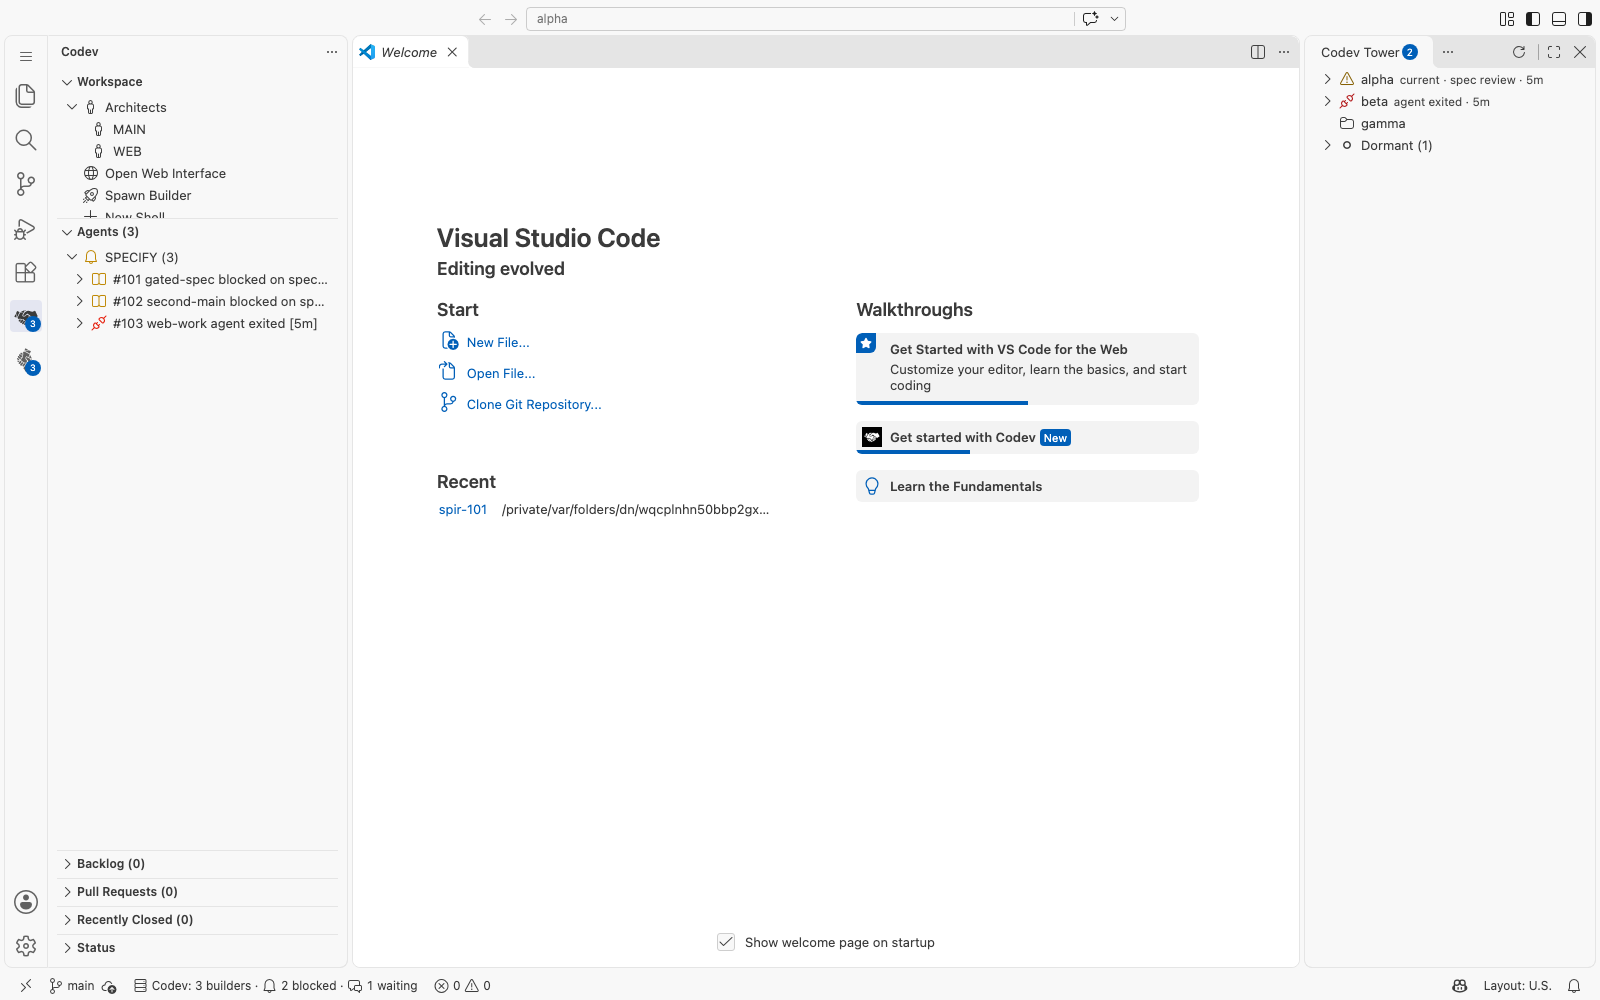 alpha
Codev
Workspace
Architects
MAIN
WEB
Open Web Interface
Spawn Builder
New Shell
Agents (3)
SPECIFY (3)
#101 gated-spec blocked on spec...
#102 second-main blocked on sp...
#103 web-work agent exited [5m]
3
3
Backlog (0)
Pull Requests (0)
Recently Closed (0)
Status
Welcome
Visual Studio Code
Editing evolved
Start
New File...
Open File...
Clone Git Repository...
Recent
spir-101 /private/var/folders/dn/wqcplnhn50bbp2gx...
Walkthroughs
Get Started with VS Code for the Web
Customize your editor, learn the basics, and start
coding
Get started with Codev New
Learn the Fundamentals
Show welcome page on startup
Codev Tower 2
alpha current · spec review · 5m
beta agent exited · 5m
gamma
Dormant (1)
main Codev: 3 builders · 2 blocked · 1 waiting 0 0 Layout: U.S.